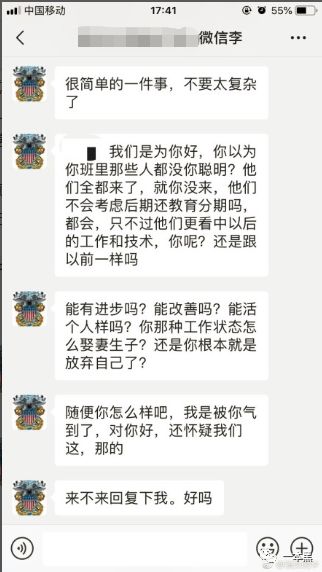 中国移动
17:41
55%
微信李
很简单的一件事，不要太复杂
了
我们是为你好，你以为
你班里那些人都没你聪明？他
们全都来了，就你没来，他们
不会考虑后期还教育分期吗，
都会，只不过他们更看中以后
的工作和技术，你呢？还是跟
以前一样吗
能有进步吗？能改善吗？能活
个人样吗？你那种工作状态怎
么娶妻生子？还是你根本就是
放弃自己了？
随便你怎么样吧，我是被你气
到了，对你好，还怀疑我们
这，那的
来不来回复下我。好吗